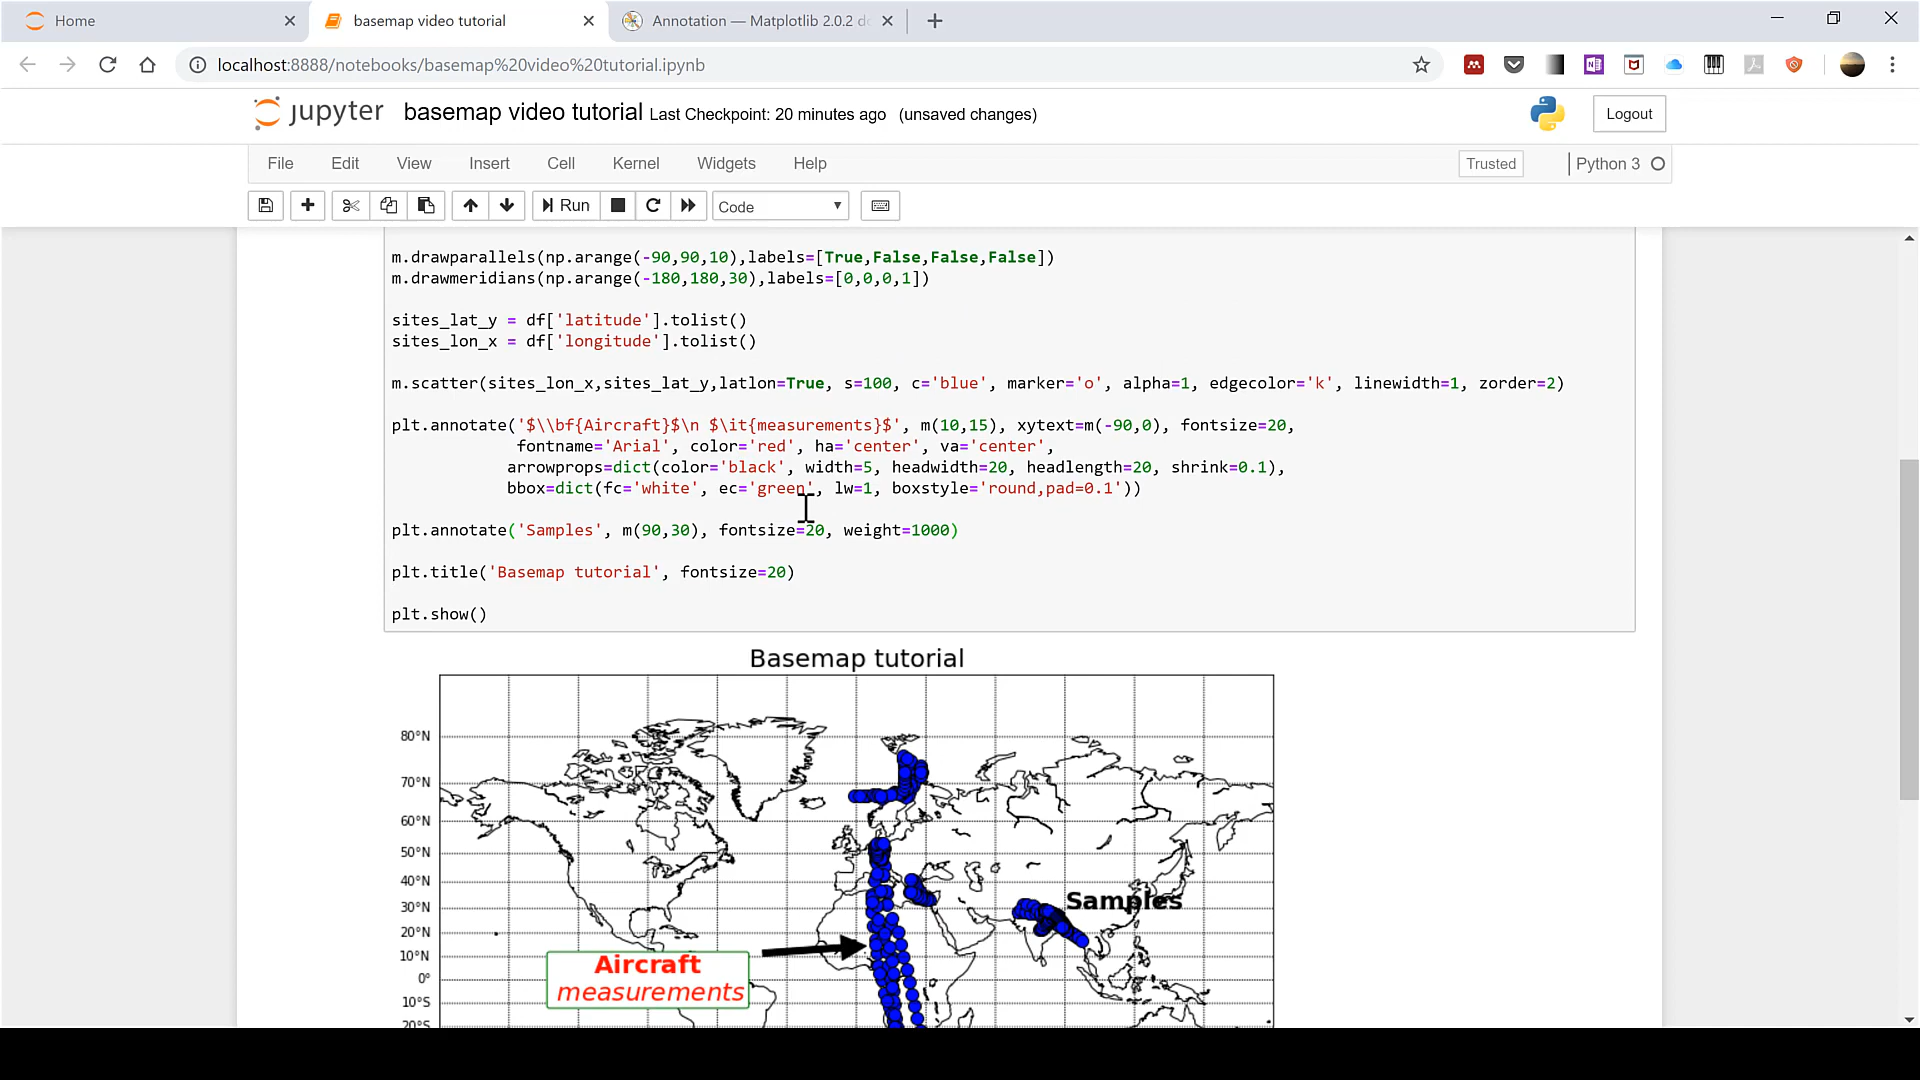 Home
basemap video tutorial
Annotation — Matplotlib 2.0.2 d
localhost:8888/notebooks/basemap%20video%20tutorial.ipynb
jupyter basemap video tutorial Last Checkpoint: 20 minutes ago (unsaved changes)
Logout
File Edit View Insert Cell Kernel Widgets Help
Trusted
Python 3
Run
Code
m.drawparallels(np.arange(-90,90,10),labels=[True,False,False,False])
m.drawmeridians(np.arange(-180,180,30),labels=[0,0,0,1])
sites_lat_y = df['latitude'].tolist()
sites_lon_x = df['longitude'].tolist()
m.scatter(sites_lon_x,sites_lat_y,latlon=True, s=100, c='blue', marker='o', alpha=1, edgecolor='k', linewidth=1, zorder=2)
plt.annotate('$\\bf{Aircraft}$\n $\it{measurements}$', m(10,15), xytext=m(-90,0), fontsize=20,
fontname='Arial', color='red', ha='center', va='center',
arrowprops=dict(color='black', width=5, headwidth=20, headlength=20, shrink=0.1),
bbox=dict(fc='white', ec='green', lw=1, boxstyle='round,pad=0.1'))
plt.annotate('Samples', m(90,30), fontsize=20, weight=1000)
plt.title('Basemap tutorial', fontsize=20)
plt.show()
Basemap tutorial
80°N
70°N
60°N
50°N
40°N
30°N
20°N
10°N
0°
10°S
20°S
Samples
Aircraft
measurements